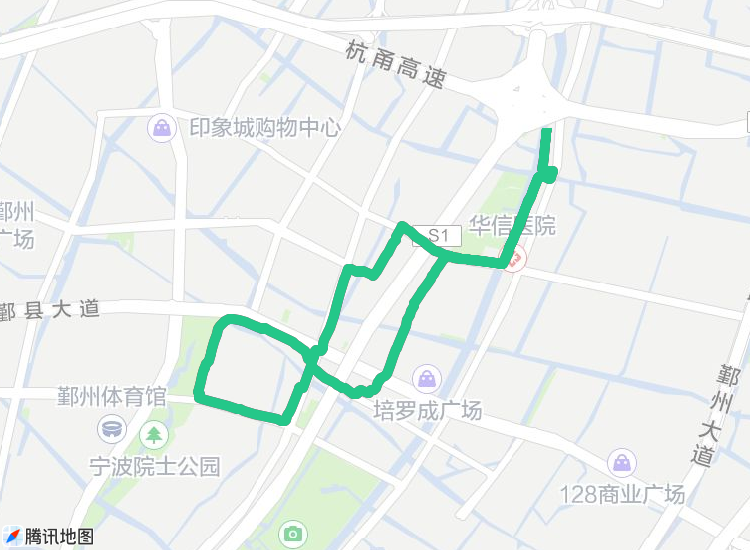 杭甬高速
印象城购物中心
鄞州
广场
华信医院
S1
鄞县大道
鄞州体育馆
培罗成广场
鄞州大道
宁波院士公园
128商业广场
腾讯地图